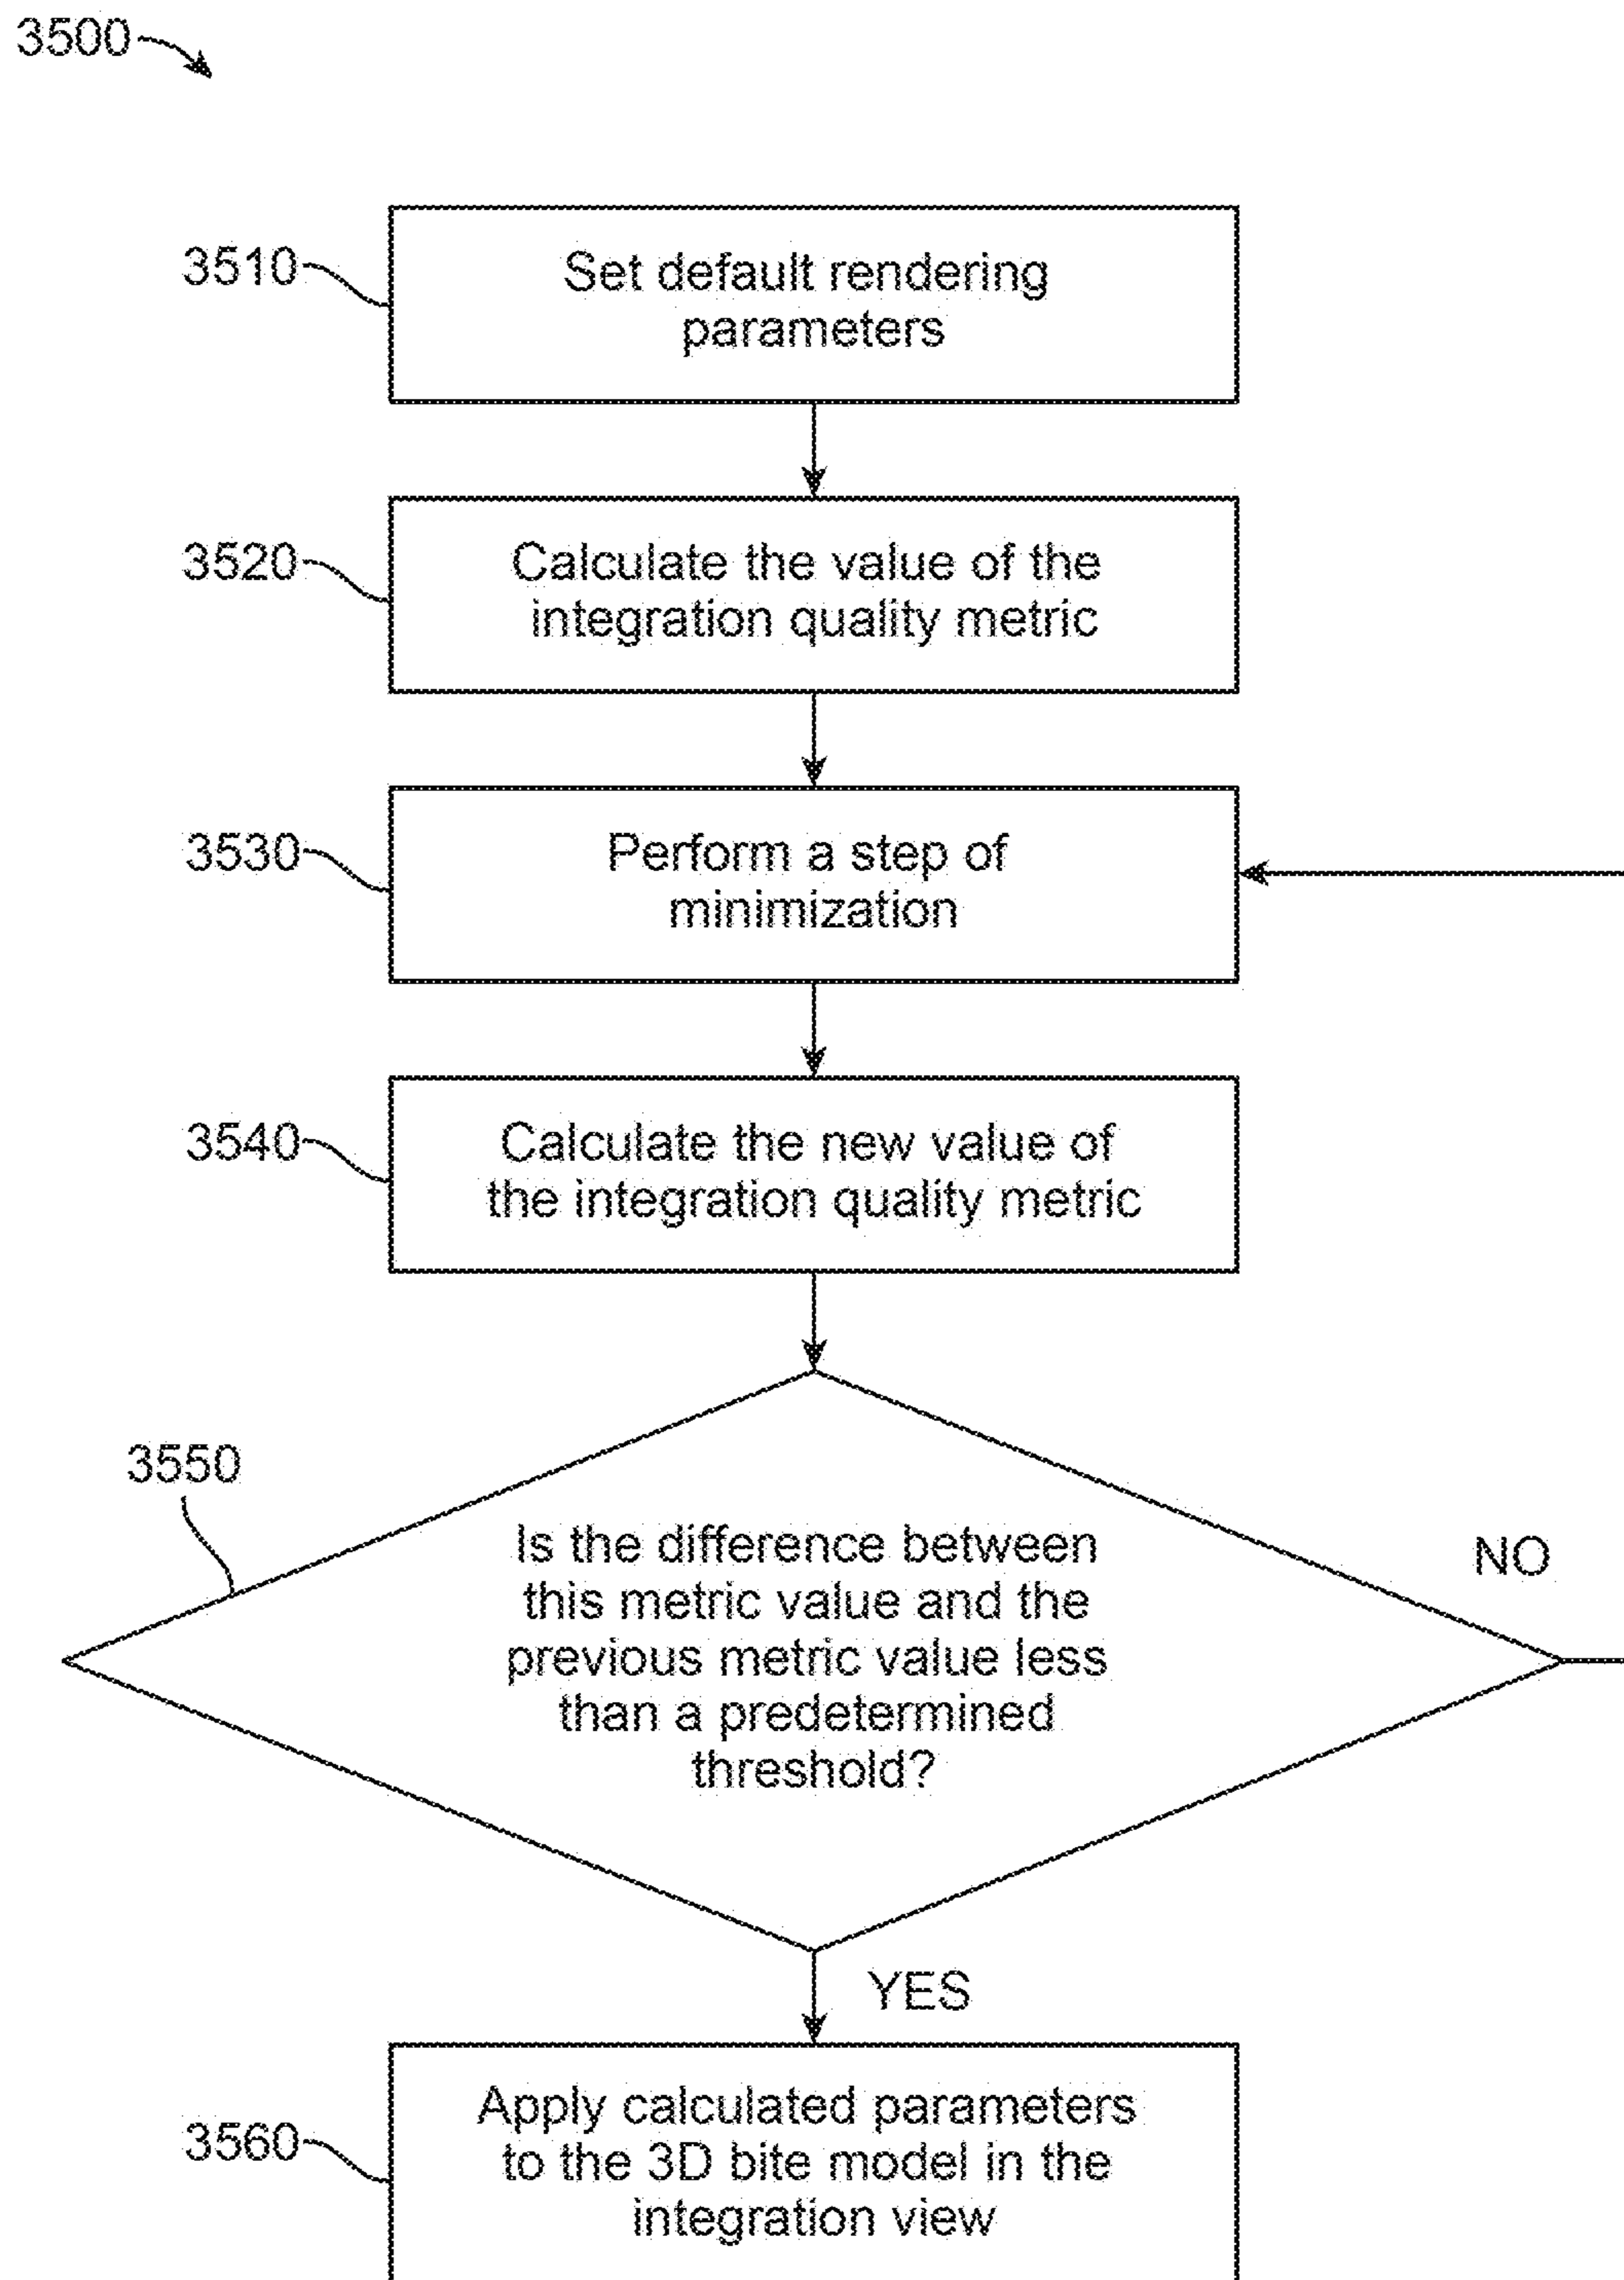 3500
3510
Set default rendering
parameters
3520
Calculate the value of the
integration quality metric
3530
Perform a step of
minimization
3540
Calculate the new value of
the integration quality metric
3550
Is the difference between
this metric value and the
previous metric value less
than a predetermined
threshold?
NO
YES
3560
Apply calculated parameters
to the 3D bite model in the
integration view